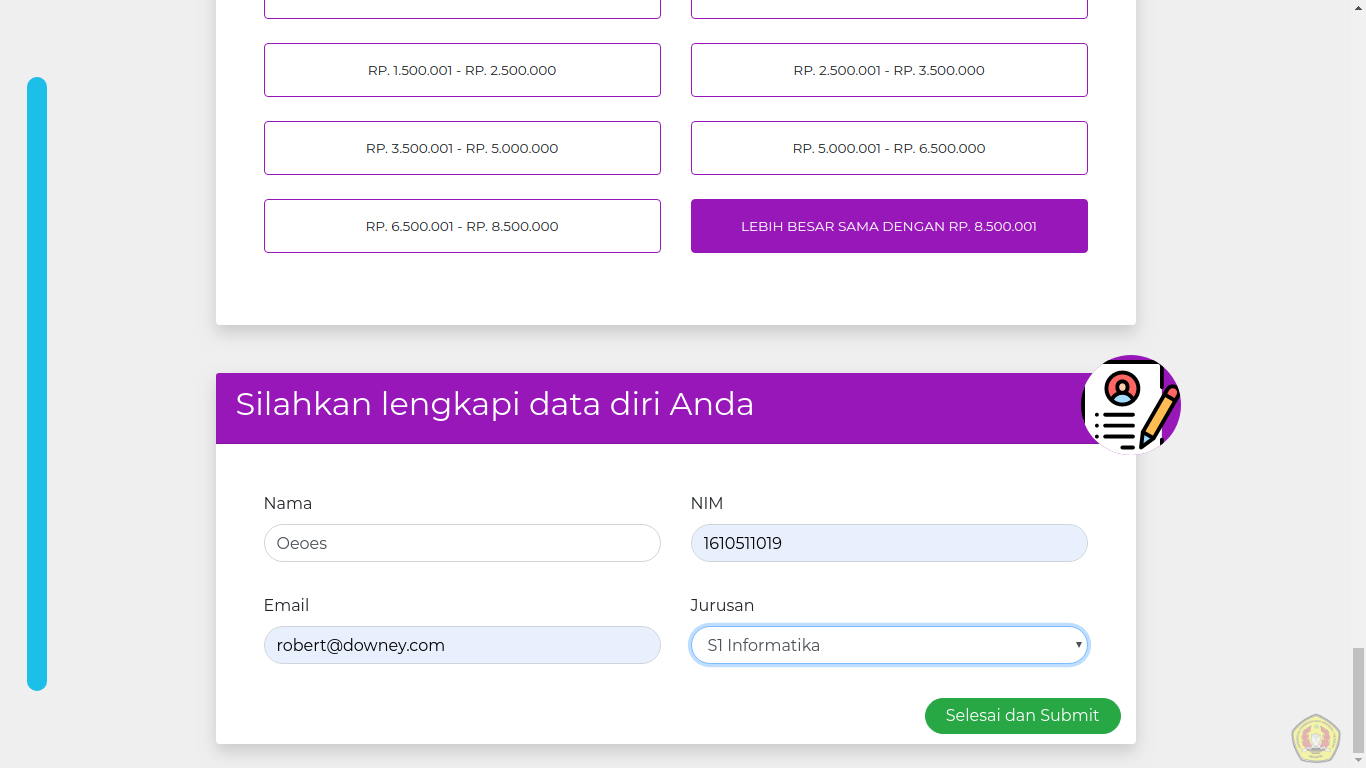 RP. 1.500.001 - RP. 2.500.000
RP. 2.500.001 - RP. 3.500.000
RP. 3.500.001 - RP. 5.000.000
RP. 5.000.001 - RP. 6.500.000
RP. 6.500.001 - RP. 8.500.000
LEBIH BESAR SAMA DENGAN RP. 8.500.001
Silahkan lengkapi data diri Anda
Nama
NIM
Oeoes
1610511019
Email
Jurusan
robert@downey.com
S1 Informatika
Selesai dan Submit